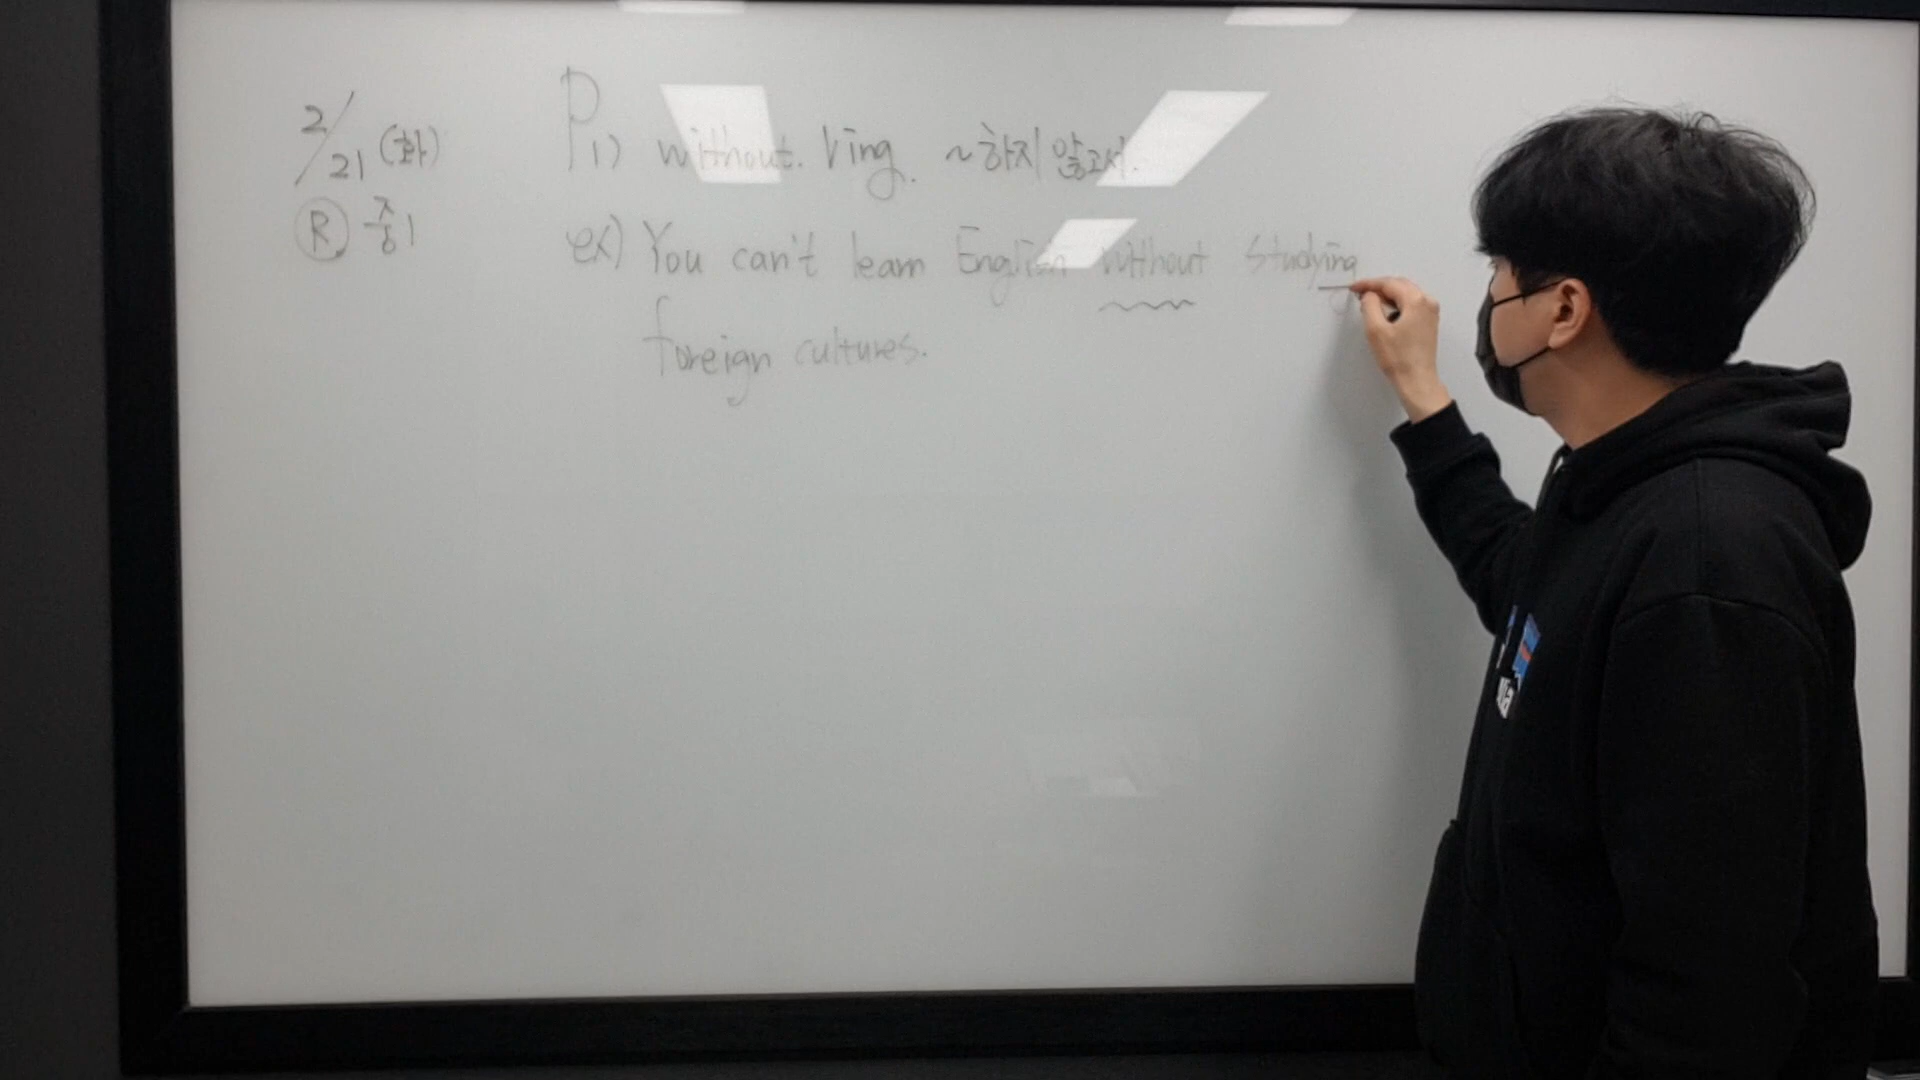 2/21 (화)
Ⓡ 중1
P 1) without. Ving. ~하지 않고서.
ex) You can't learn English without studying
foreign cultures.